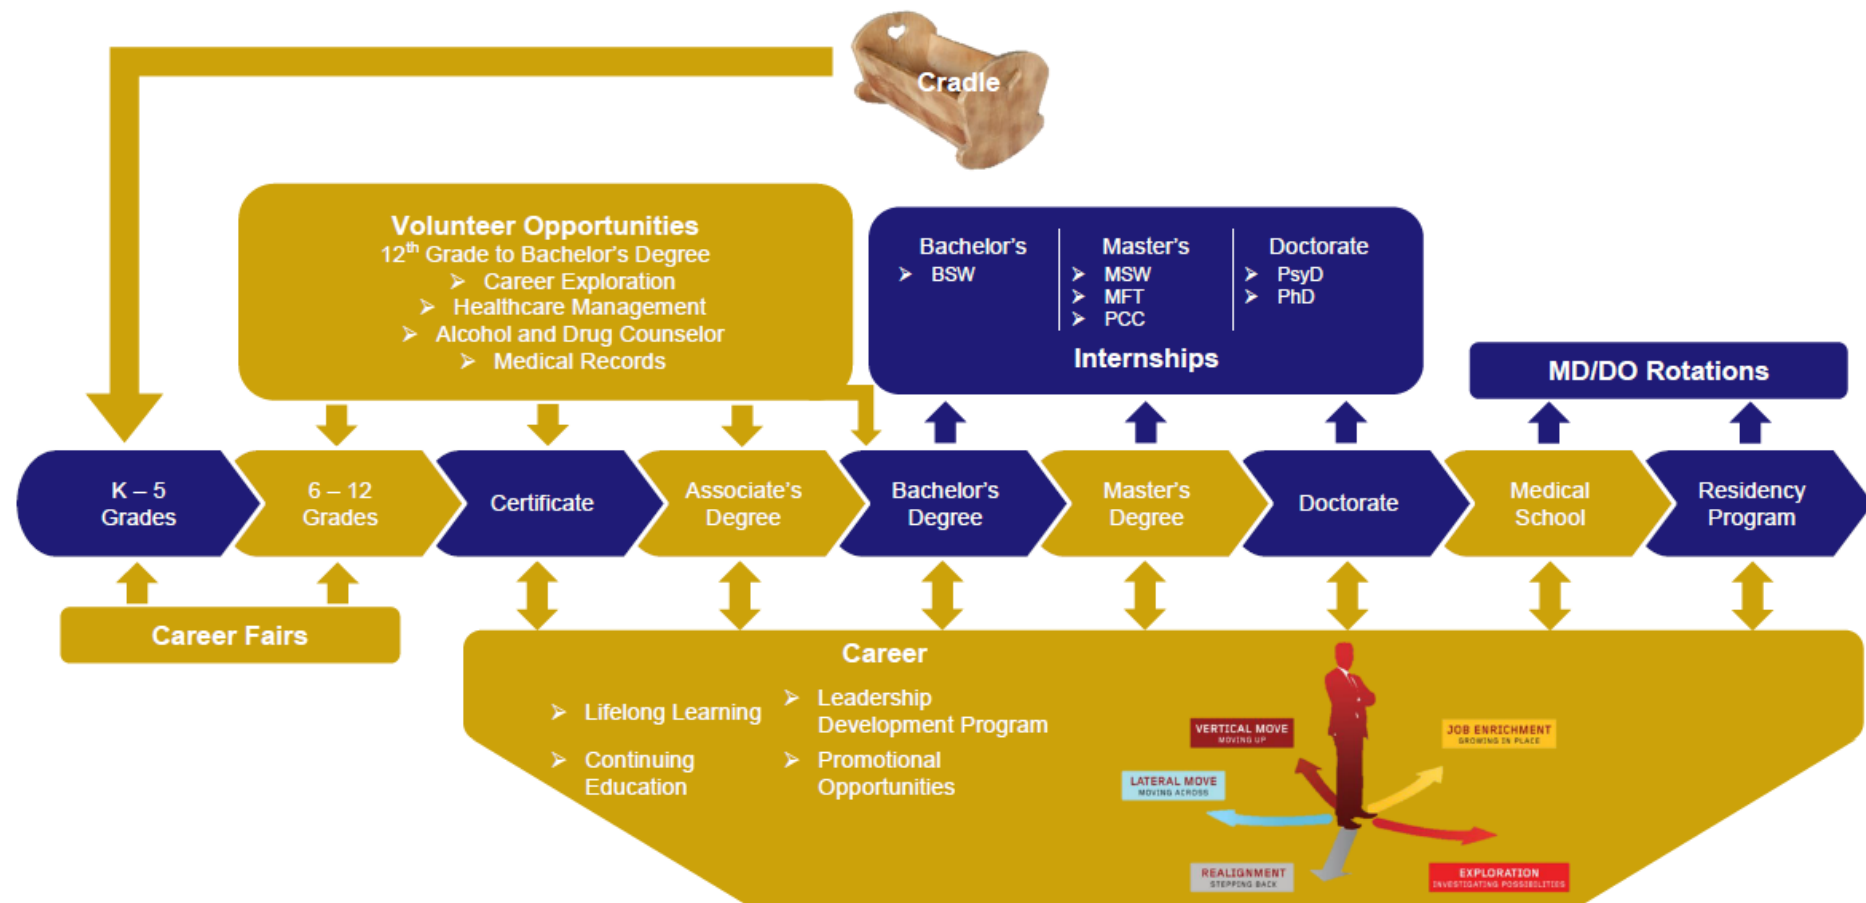 Cradle
Volunteer Opportunities
12th Grade to Bachelor's Degree
➢ Career Exploration
➢ Healthcare Management
➢ Alcohol and Drug Counselor
➢ Medical Records
Bachelor's
➢ BSW
Master's
➢ MSW
➢ MFT
➢ PCC
Doctorate
➢ PsyD
➢ PhD
Internships
MD/DO Rotations
K – 5
Grades
6 – 12
Grades
Certificate
Associate's
Degree
Bachelor's
Degree
Master's
Degree
Doctorate
Medical
School
Residency
Program
Career Fairs
Career
➢ Lifelong Learning
➢ Continuing
Education
➢ Leadership
Development Program
➢ Promotional
Opportunities
VERTICAL MOVE
MOVING UP
JOB ENRICHMENT
GROWING IN PLACE
LATERAL MOVE
MOVING ACROSS
REALIGNMENT
STEPPING BACK
EXPLORATION
INVESTIGATING POSSIBILITIES